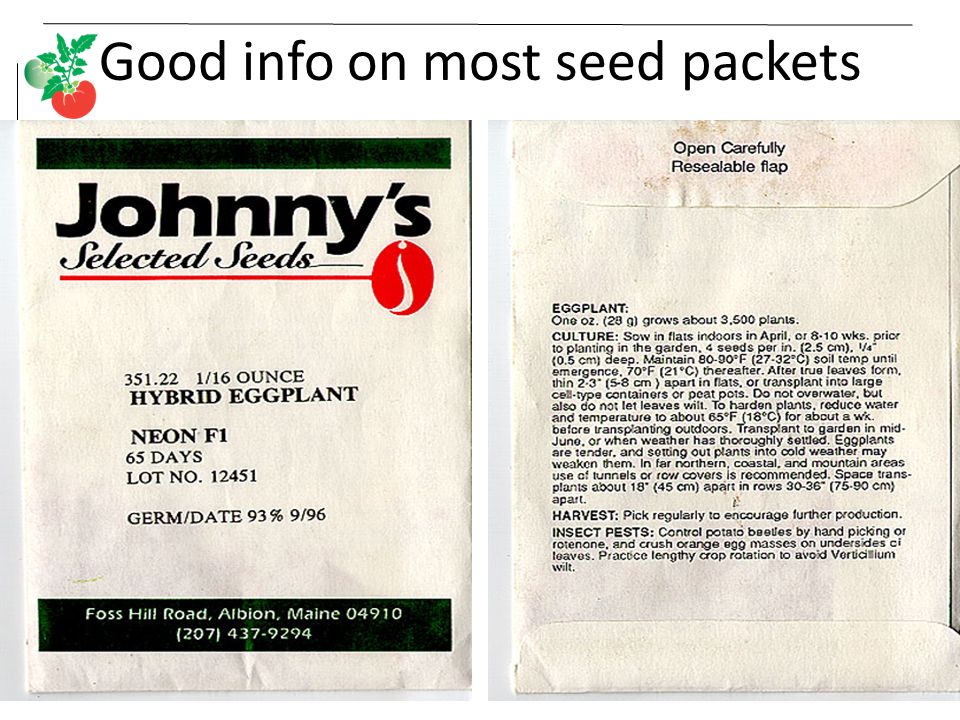 Good info on most seed packets
Johnny's
Selected Seeds
351.22 1/16 OUNCE
HYBRID EGGPLANT
NEON F1
65 DAYS
LOT NO. 12451
GERM/DATE 93% 9/96
Foss Hill Road, Albion, Maine 04910
(207) 437-9294
Open Carefully
Resealable flap
EGGPLANT:
One oz. (28 g) grows about 3,500 plants.
CULTURE: Sow in flats indoors in April, or 8-10 wks. prior
to planting in the garden, 4 seeds per in. (2.5 cm), 1/4"
(0.5 cm) deep. Maintain 80-90°F (27-32°C) soil temp until
emergence, 70°F (21°C) thereafter. After true leaves form,
thin 2-3" (5-8 cm ) apart in flats, or transplant into large
cell-type containers or peat pots. Do not overwater, but
also do not let leaves wilt. To harden plants, reduce water
and temperature to about 65°F (18°C) for about a wk.
before transplanting outdoors. Transplant to garden in mid-
June, or when weather has thoroughly settled. Eggplants
are tender, and setting out plants into cold weather may
weaken them. In far northern, coastal, and mountain areas
use of tunnels or row covers is recommended. Space trans-
plants about 18" (45 cm) apart in rows 30-36" (75-90 cm)
apart.
HARVEST: Pick regularly to encourage further production.
INSECT PESTS: Control potato beetles by hand picking or
rotenone, and crush orange egg masses on undersides of
leaves. Practice lengthy crop rotation to avoid Verticillium
wilt.